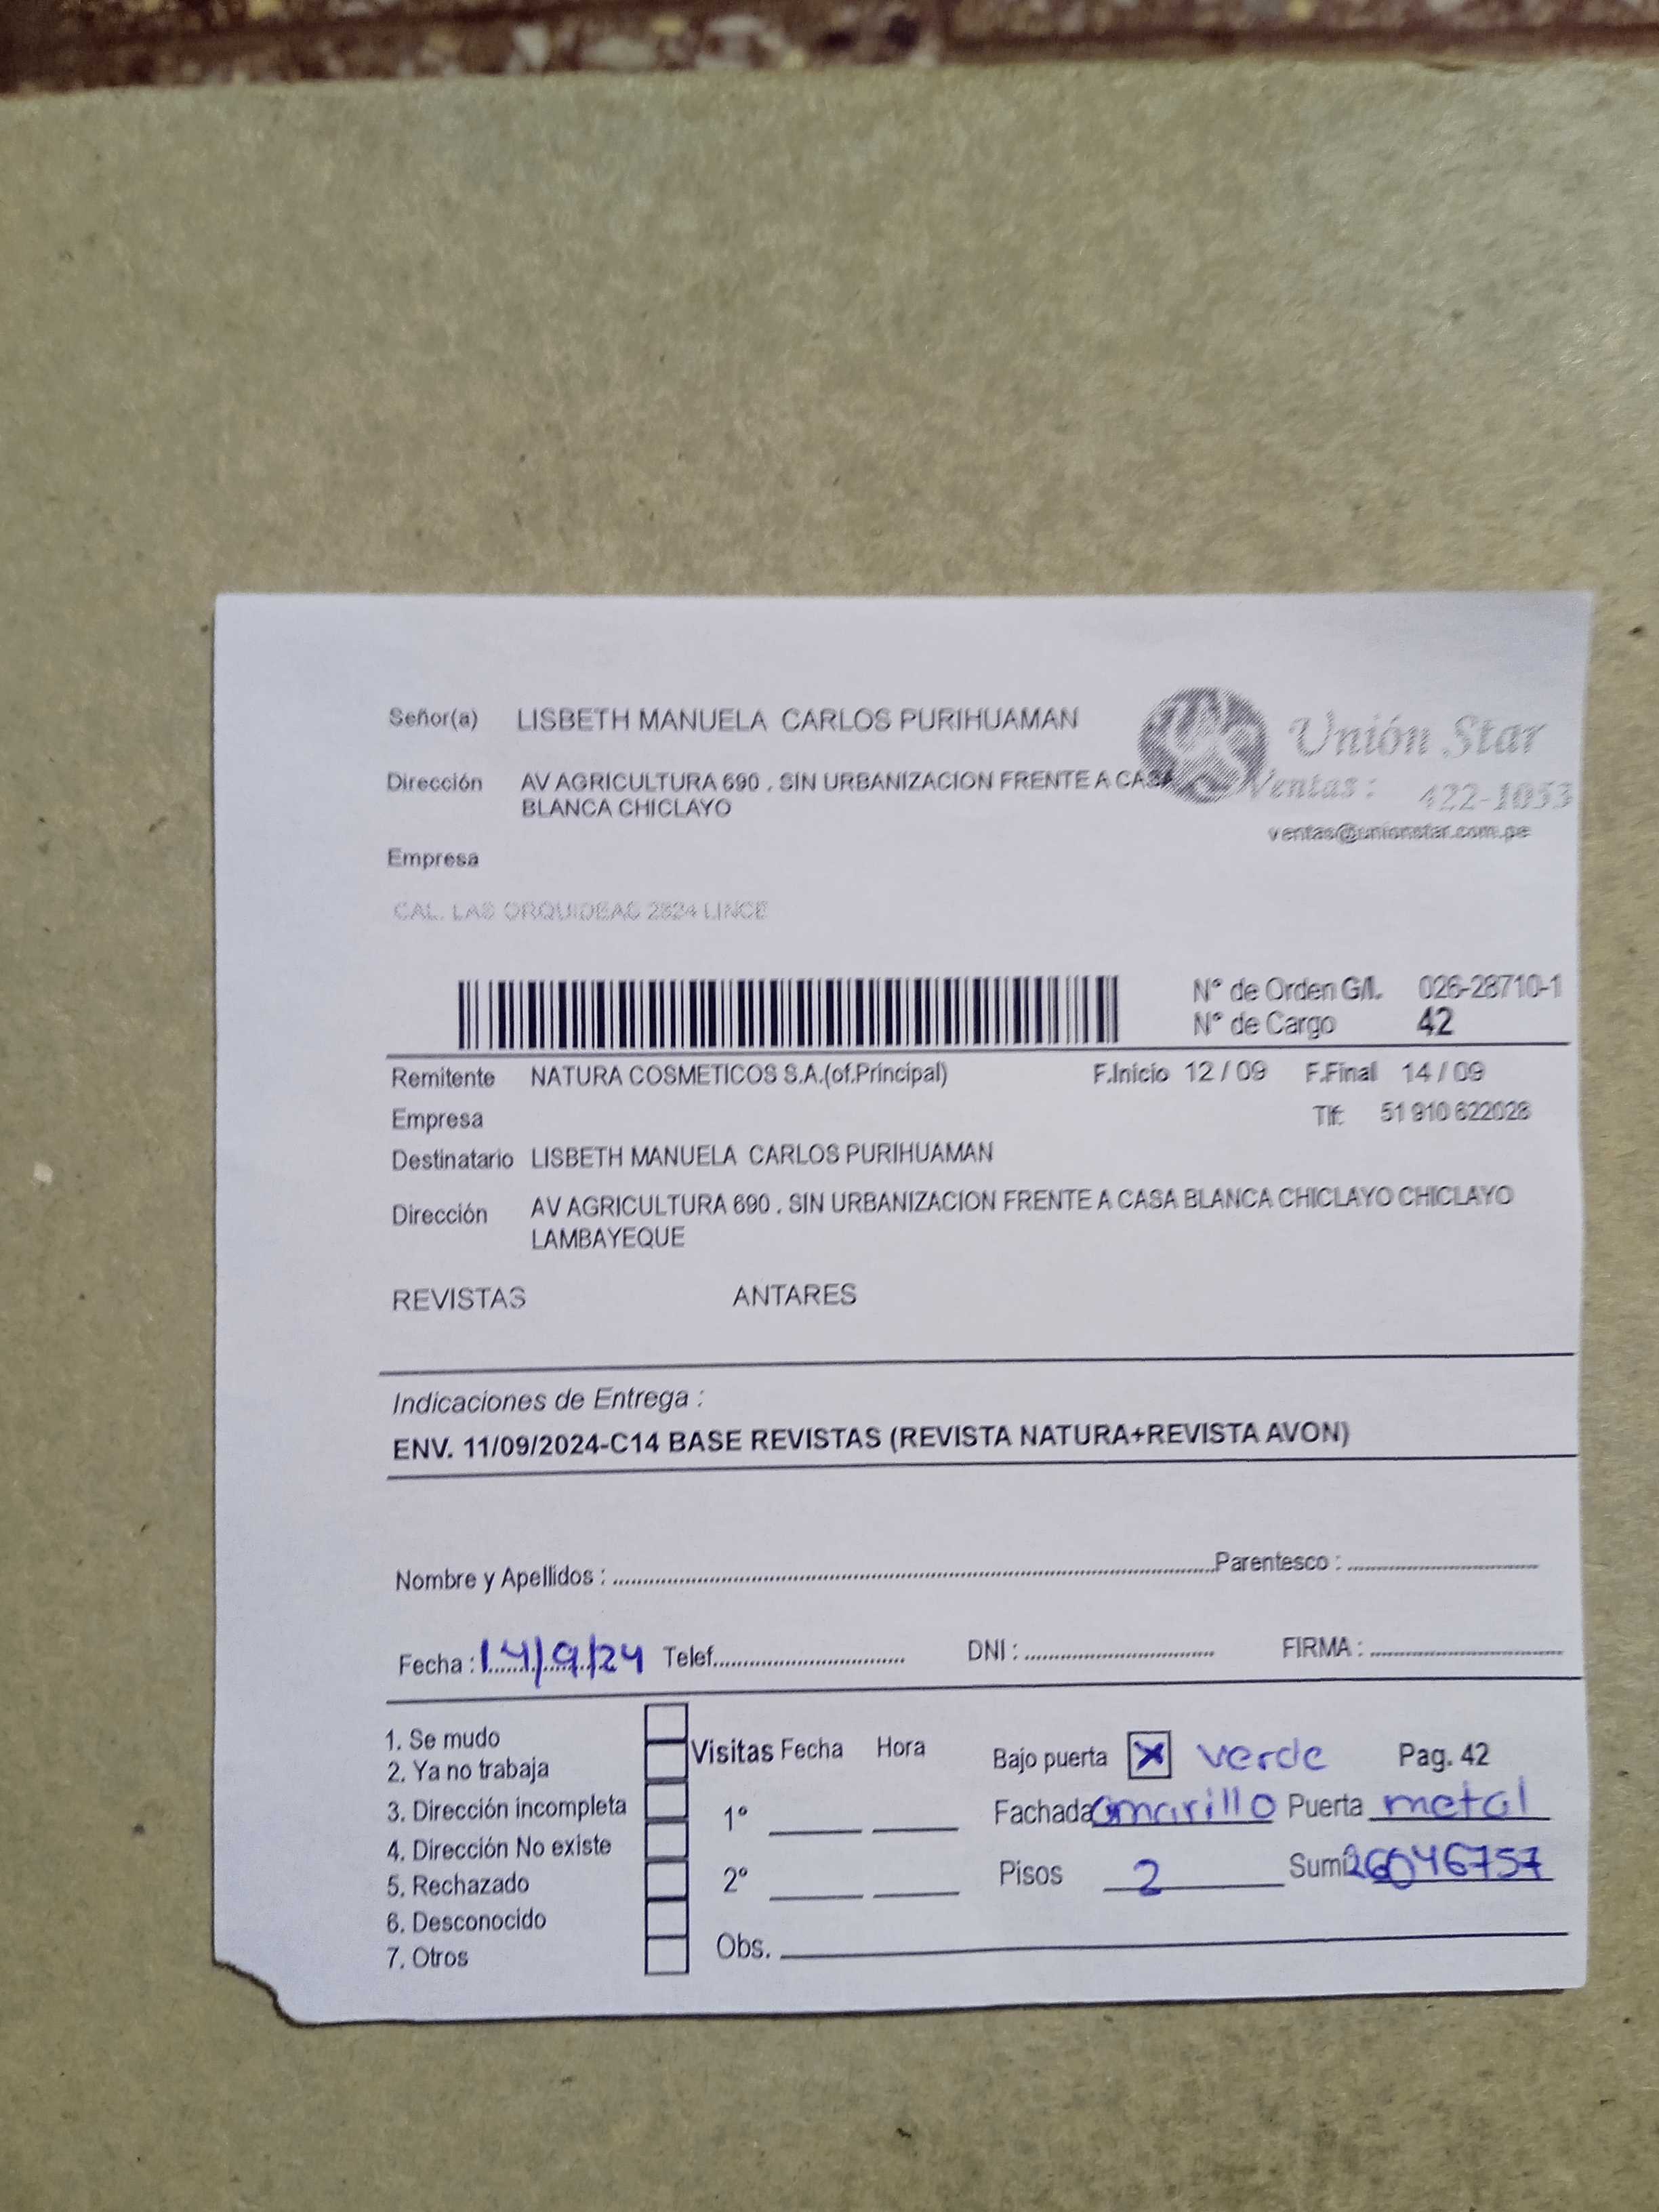 Señor(a) LISBETH MANUELA CARLOS PURIHUAMAN
Unión Star
Dirección AV AGRICULTURA 690 . SIN URBANIZACION FRENTE A CASA
BLANCA CHICLAYO
Ventas : 422-1053
ventas@unionstar.com.pe
Empresa
CAL. LAS ORQUIDEAS 2824 LINCE
N° de Orden G/I. 026-28710-1
N° de Cargo 42
Remitente NATURA COSMETICOS S.A.(of.Principal) F.Inicio 12 / 09 F.Final 14 / 09
Empresa Tlf: 51 910 622028
Destinatario LISBETH MANUELA CARLOS PURIHUAMAN
Dirección AV AGRICULTURA 690 . SIN URBANIZACION FRENTE A CASA BLANCA CHICLAYO CHICLAYO
LAMBAYEQUE
REVISTAS ANTARES
Indicaciones de Entrega :
ENV. 11/09/2024-C14 BASE REVISTAS (REVISTA NATURA+REVISTA AVON)
Nombre y Apellidos : Parentesco :
Fecha : 14/9/24 Telef. DNI : FIRMA :
1. Se mudo
2. Ya no trabaja
3. Dirección incompleta
4. Dirección No existe
5. Rechazado
6. Desconocido
7. Otros
Visitas Fecha Hora
1°
2°
Obs.
Bajo puerta X verde Pag. 42
Fachada amarillo Puerta metal
Pisos 2 Sumi 26046757